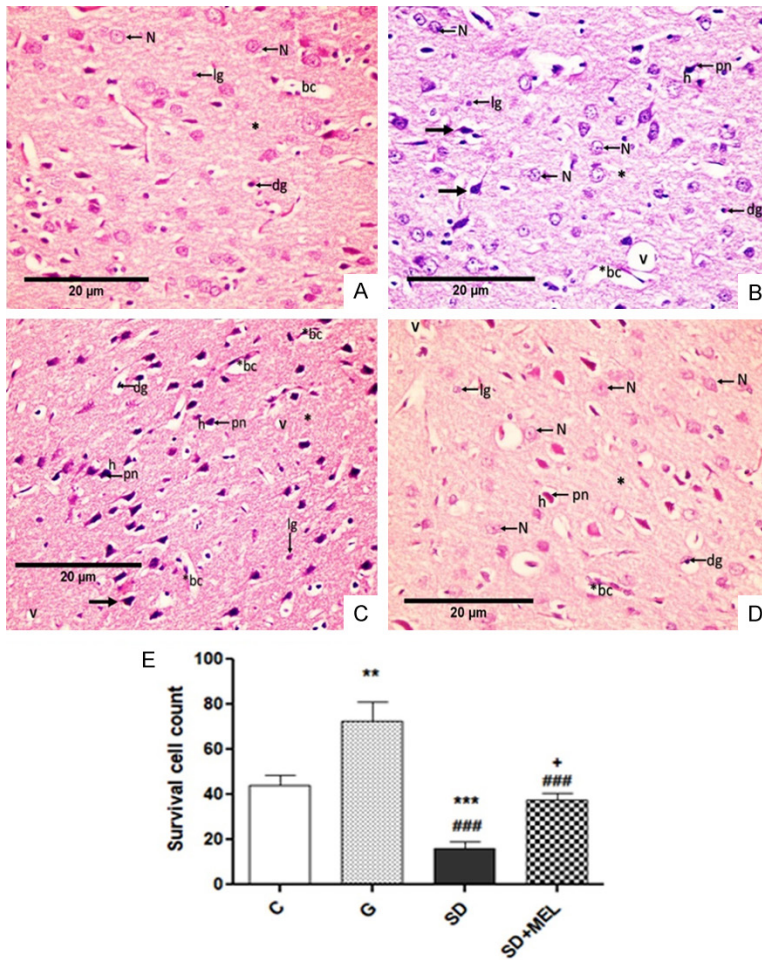 N
N
lg
bc
*
dg
20 µm
A
N
pn
h
lg
N
N
*
dg
v
*bc
20 µm
B
*bc
*bc
dg
h
pn
v
*
h
pn
lg
20 µm
*bc
v
C
v
lg
N
N
N
*
pn
h
N
dg
*bc
20 µm
D
E
Survival cell count
100
80
60
40
20
0
**
***
###
+
###
C
G
SD
SD+MEL